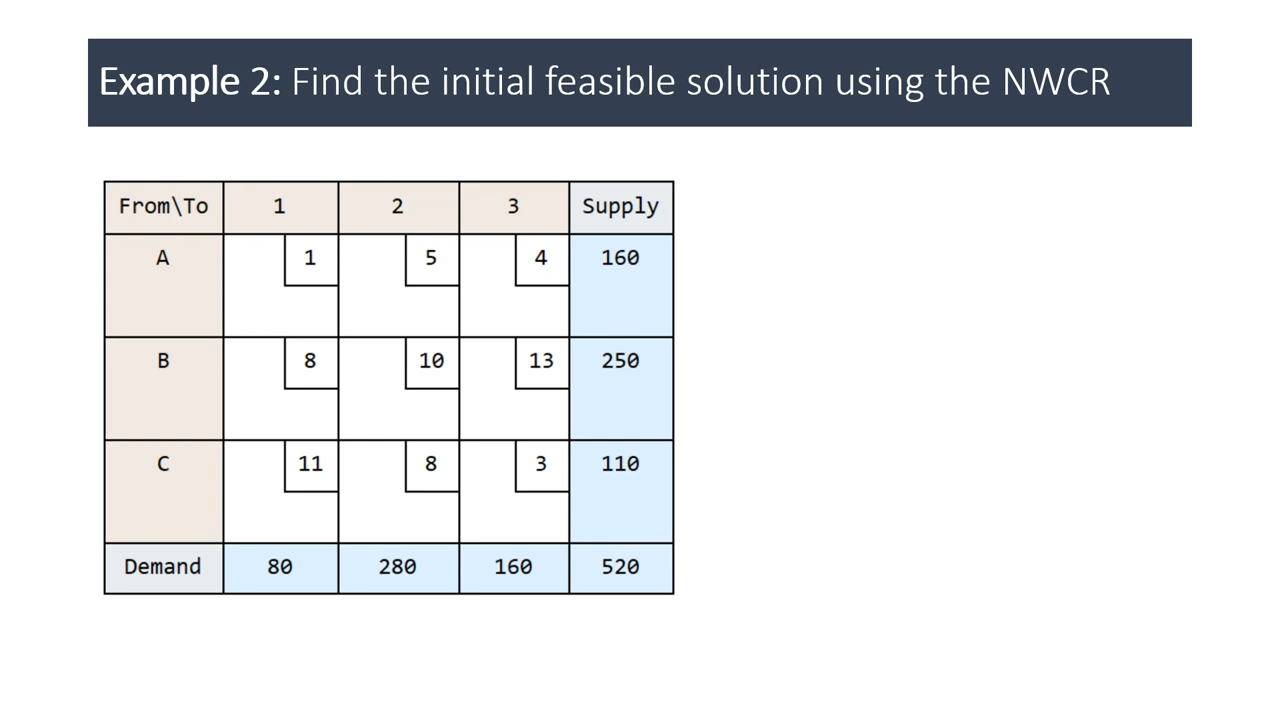 Example 2: Find the initial feasible solution using the NWCR
From\To 1 2 3 Supply
A 1 5 4 160
B 8 10 13 250
C 11 8 3 110
Demand 80 280 160 520